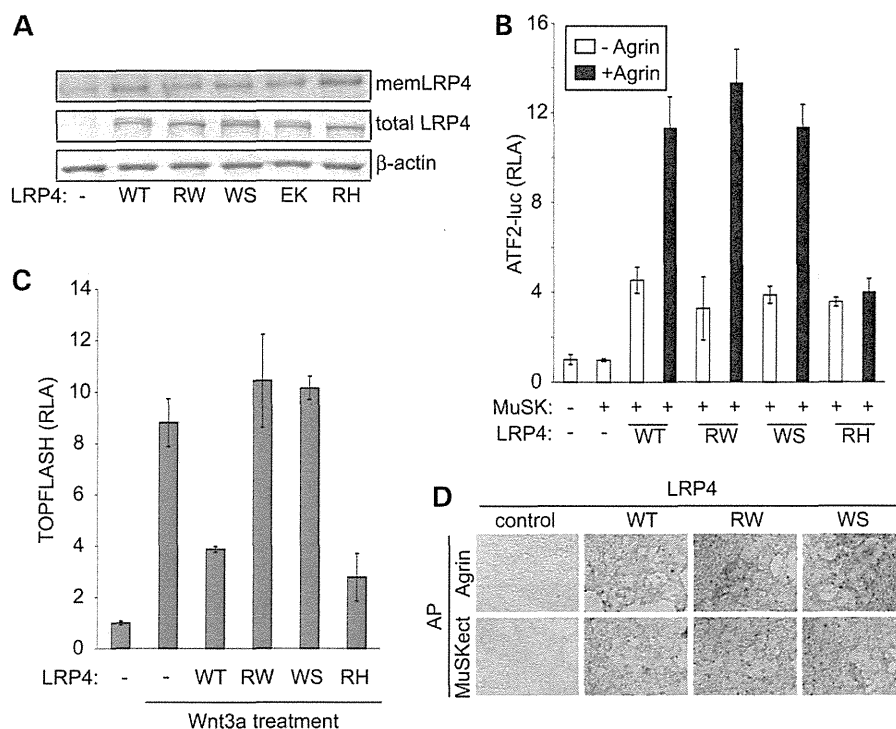 A
memLRP4
total LRP4
β-actin
LRP4: - WT RW WS EK RH
B
16
12
8
4
0
ATF2-luc (RLA)
- Agrin
+Agrin
MuSK: - + + + + + + + + +
LRP4: - - WT RW WS RH
C
14
12
10
8
6
4
2
0
TOPFLASH (RLA)
LRP4: - - WT RW WS RH
Wnt3a treatment
D
LRP4
control WT RW WS
AP
Agrin
MuSKect